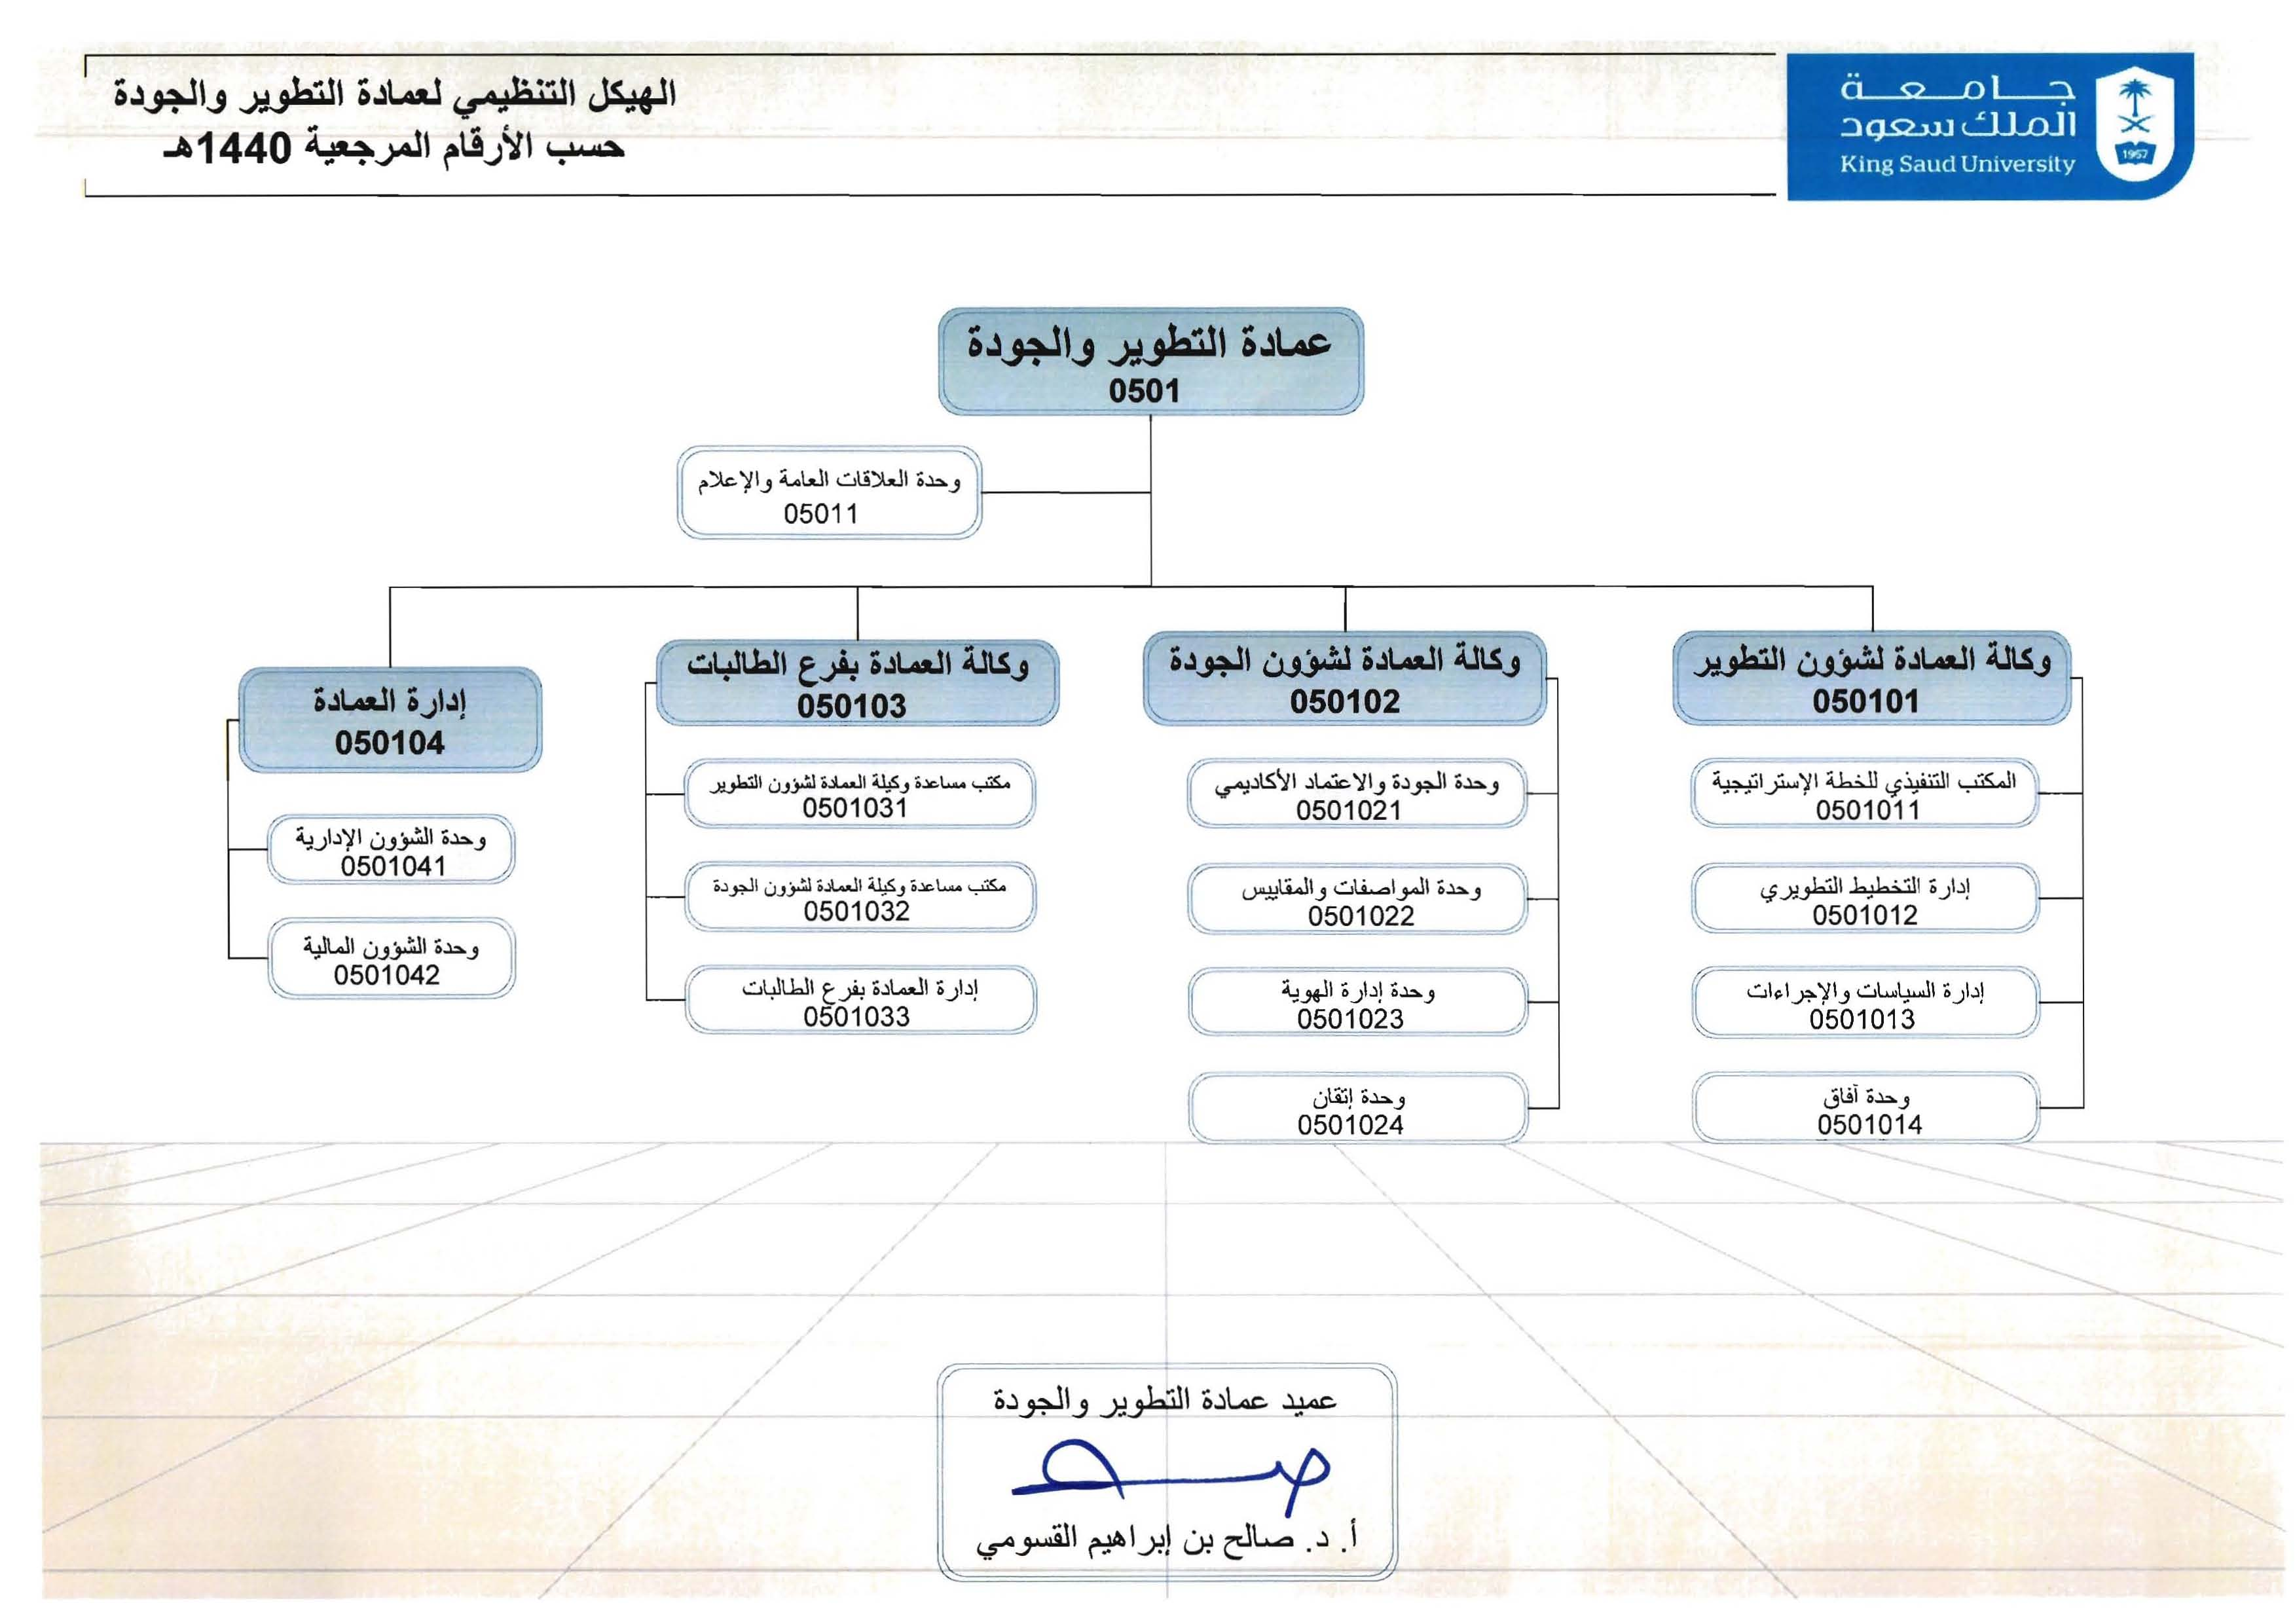 جامعة
الملك سعود
King Saud University
1957
الهيكل التنظيمي لعمادة التطوير والجودة
حسب الأرقام المرجعية 1440هـ
عمادة التطوير والجودة
0501
وحدة العلاقات العامة والإعلام
05011
وكالة العمادة لشؤون التطوير
050101
المكتب التنفيذي للخطة الإستراتيجية
0501011
إدارة التخطيط التطويري
0501012
إدارة السياسات والإجراءات
0501013
وحدة آفاق
0501014
وكالة العمادة لشؤون الجودة
050102
وحدة الجودة والاعتماد الأكاديمي
0501021
وحدة المواصفات والمقاييس
0501022
وحدة إدارة الهوية
0501023
وحدة إتقان
0501024
وكالة العمادة بفرع الطالبات
050103
مكتب مساعدة وكيلة العمادة لشؤون التطوير
0501031
مكتب مساعدة وكيلة العمادة لشؤون الجودة
0501032
إدارة العمادة بفرع الطالبات
0501033
إدارة العمادة
050104
وحدة الشؤون الإدارية
0501041
وحدة الشؤون المالية
0501042
عميد عمادة التطوير والجودة
أ. د. صالح بن إبراهيم القسومي